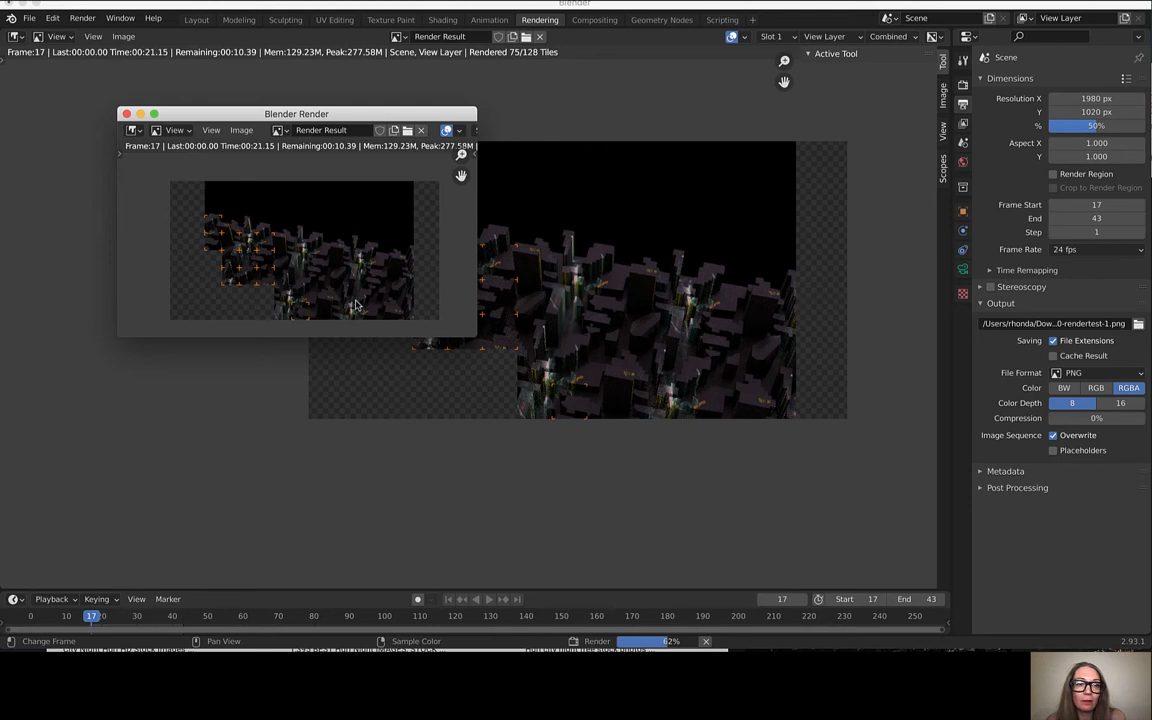 Blender
File Edit Render Window Help Layout Modeling Sculpting UV Editing Texture Paint Shading Animation Rendering Compositing Geometry Nodes Scripting + Scene View Layer
View View Image Render Result Slot 1 View Layer Combined
Frame:17 | Last:00:00.00 Time:00:21.15 | Remaining:00:10.39 | Mem:129.23M, Peak:277.58M | Scene, View Layer | Rendered 75/128 Tiles
Active Tool
Tool
Image
View
Scopes
Blender Render
View View Image Render Result
Frame:17 | Last:00:00.00 Time:00:21.15 | Remaining:00:10.39 | Mem:129.23M, Peak:277.58M |
Scene
Dimensions
Resolution X 1980 px
Y 1020 px
% 50%
Aspect X 1.000
Y 1.000
Render Region
Crop to Render Region
Frame Start 17
End 43
Step 1
Frame Rate 24 fps
Time Remapping
Stereoscopy
Output
/Users/rhonda/Dow...0-rendertest-1.png
Saving File Extensions
Cache Result
File Format PNG
Color BW RGB RGBA
Color Depth 8 16
Compression 0%
Image Sequence Overwrite
Placeholders
Metadata
Post Processing
Playback Keying View Marker 17 Start 17 End 43
0 10 17 20 30 40 50 60 70 80 90 100 110 120 130 140 150 160 170 180 190 200 210 220 230 240 250
Change Frame Pan View Sample Color Render 62% 2.93.1